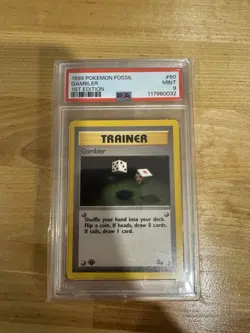 1999 POKEMON FOSSIL #60
GAMBLER MINT
1ST EDITION 9
PSA 117960032
TRAINER
Gambler
Shuffle your hand into your deck.
Flip a coin. If heads, draw 8 cards.
If tails, draw 1 card.